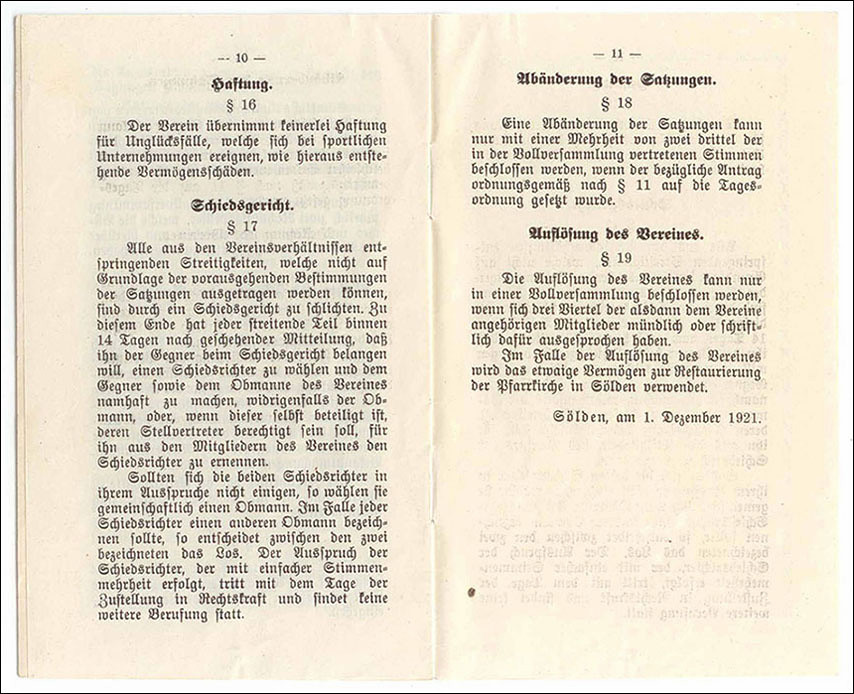 — 10 —
Haftung.
§ 16
Der Verein übernimmt keinerlei Haftung
für Unglücksfälle, welche sich bei sportlichen
Unternehmungen ereignen, wie hieraus entste-
hende Vermögensschäden.
Schiedsgericht.
§ 17
Alle aus den Vereinsverhältnissen ent-
springenden Streitigkeiten, welche nicht auf
Grundlage der vorausgehenden Bestimmungen
der Satzungen ausgetragen werden können,
sind durch ein Schiedsgericht zu schlichten. Zu
diesem Ende hat jeder streitende Teil binnen
14 Tagen nach geschehender Mitteilung, daß
ihn der Gegner beim Schiedsgericht belangen
will, einen Schiedsrichter zu wählen und dem
Gegner sowie dem Obmanne des Vereines
namhaft zu machen, widrigenfalls der Ob-
mann, oder, wenn dieser selbst beteiligt ist,
deren Stellvertreter berechtigt sein soll, für
ihn aus den Mitgliedern des Vereines den
Schiedsrichter zu ernennen.
Sollten sich die beiden Schiedsrichter in
ihrem Ausspruche nicht einigen, so wählen sie
gemeinschaftlich einen Obmann. Im Falle jeder
Schiedsrichter einen anderen Obmann bezeich-
nen sollte, so entscheidet zwischen den zwei
bezeichneten das Los. Der Ausspruch der
Schiedsrichter, der mit einfacher Stimmen-
mehrheit erfolgt, tritt mit dem Tage der
Zustellung in Rechtskraft und findet keine
weitere Berufung statt.
— 11 —
Abänderung der Satzungen.
§ 18
Eine Abänderung der Satzungen kann
nur mit einer Mehrheit von zwei drittel der
in der Vollversammlung vertretenen Stimmen
beschlossen werden, wenn der bezügliche Antrag
ordnungsgemäß nach § 11 auf die Tages-
ordnung gesetzt wurde.
Auflösung des Vereines.
§ 19
Die Auflösung des Vereines kann nur
in einer Vollversammlung beschlossen werden,
wenn sich drei Viertel der alsdann dem Vereine
angehörigen Mitglieder mündlich oder schrift-
lich dafür ausgesprochen haben.
Im Falle der Auflösung des Vereines
wird das etwaige Vermögen zur Restaurierung
der Pfarrkirche in Sölden verwendet.
Sölden, am 1. Dezember 1921.